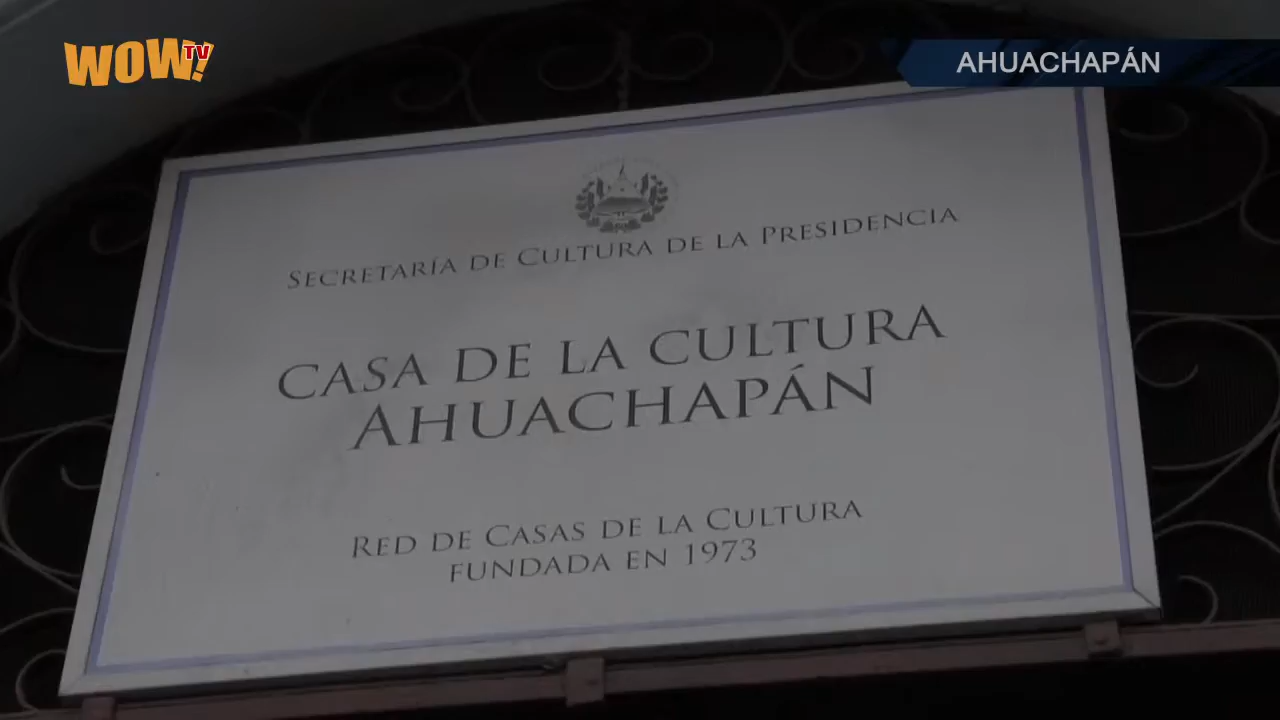 WOW!
TV
AHUACHAPÁN
SECRETARÍA DE CULTURA DE LA PRESIDENCIA
CASA DE LA CULTURA
AHUACHAPÁN
RED DE CASAS DE LA CULTURA
FUNDADA EN 1973